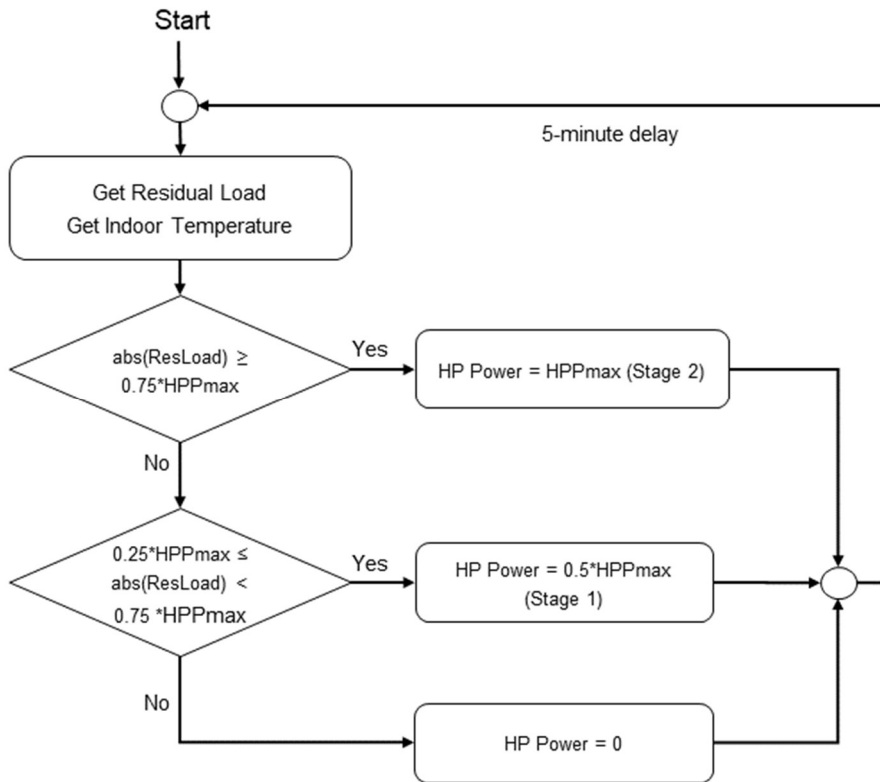 Start
5-minute delay
Get Residual Load
Get Indoor Temperature
abs(ResLoad) ≥
0.75*HPPmax
Yes
HP Power = HPPmax (Stage 2)
No
0.25*HPPmax ≤
abs(ResLoad) <
0.75 *HPPmax
Yes
HP Power = 0.5*HPPmax
(Stage 1)
No
HP Power = 0